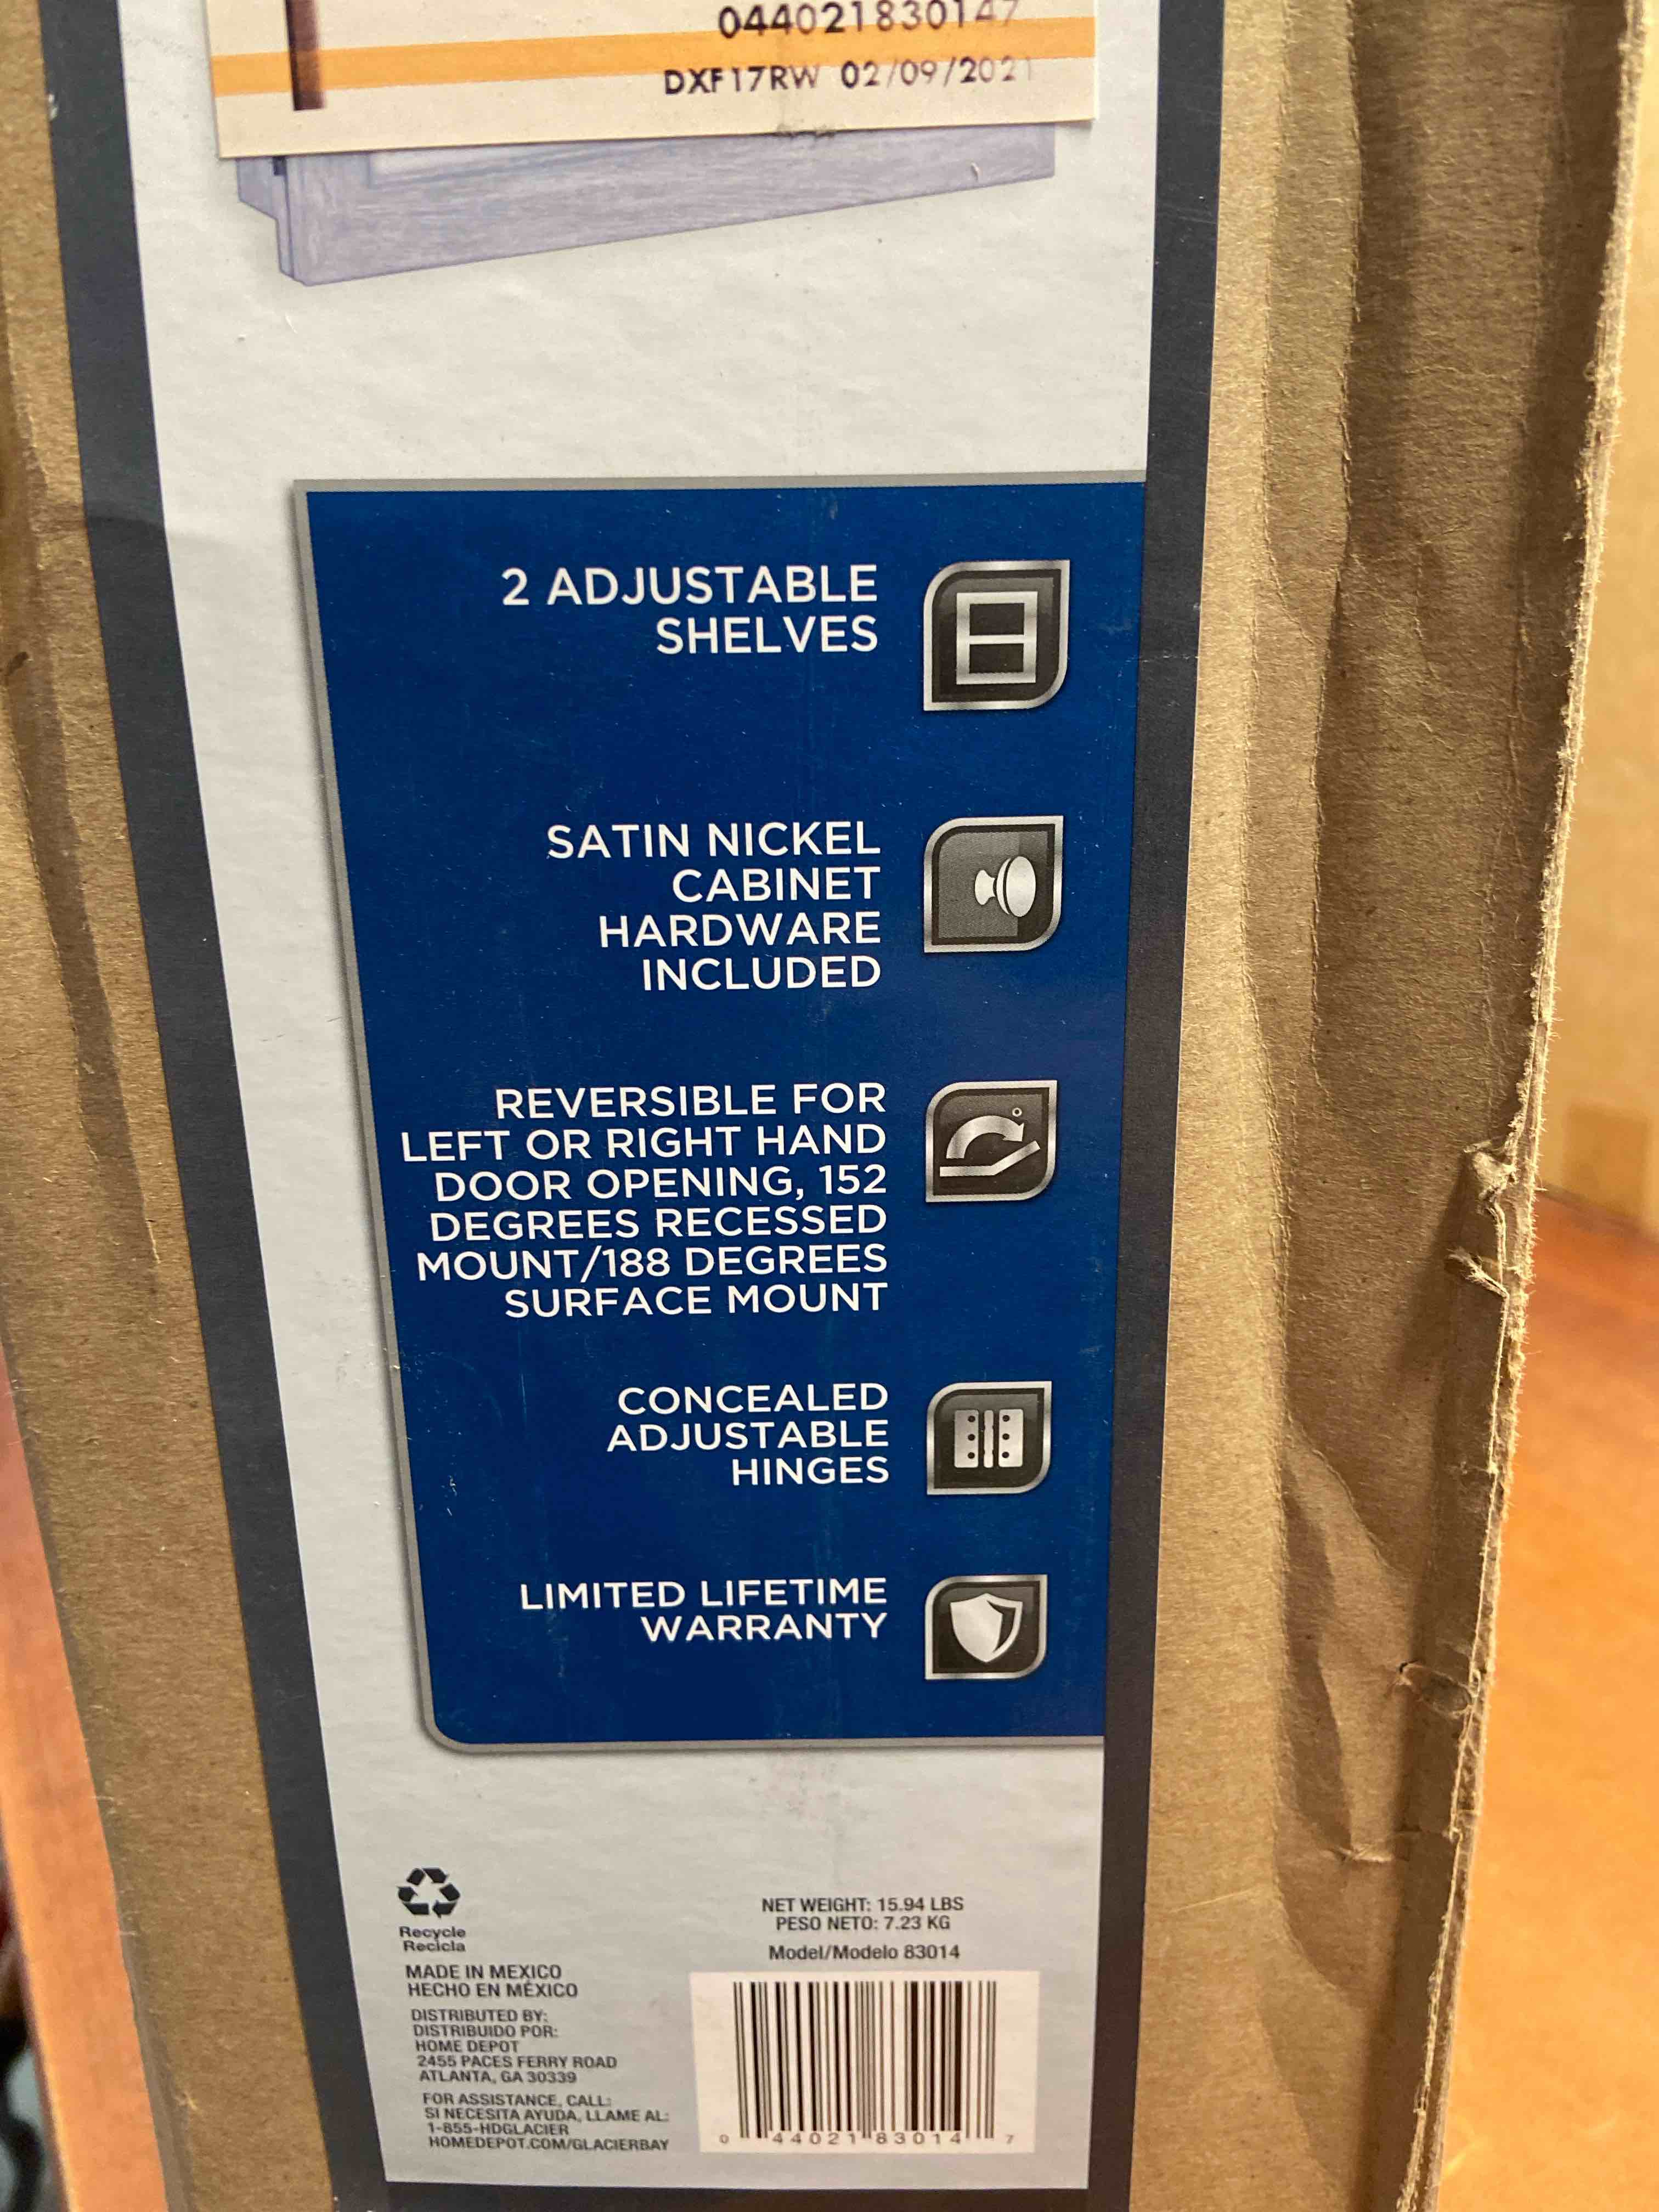 044021830147
DXF17RW 02/09/2021
2 ADJUSTABLE
SHELVES
SATIN NICKEL
CABINET
HARDWARE
INCLUDED
REVERSIBLE FOR
LEFT OR RIGHT HAND
DOOR OPENING, 152
DEGREES RECESSED
MOUNT/188 DEGREES
SURFACE MOUNT
CONCEALED
ADJUSTABLE
HINGES
LIMITED LIFETIME
WARRANTY
Recycle
Recicla
MADE IN MEXICO
HECHO EN MÉXICO
DISTRIBUTED BY:
DISTRIBUIDO POR:
HOME DEPOT
2455 PACES FERRY ROAD
ATLANTA, GA 30339
FOR ASSISTANCE, CALL:
SI NECESITA AYUDA, LLAME AL:
1-855-HDGLACIER
HOMEDEPOT.COM/GLACIERBAY
NET WEIGHT: 15.94 LBS
PESO NETO: 7.23 KG
Model/Modelo 83014
0 44021 83014 7